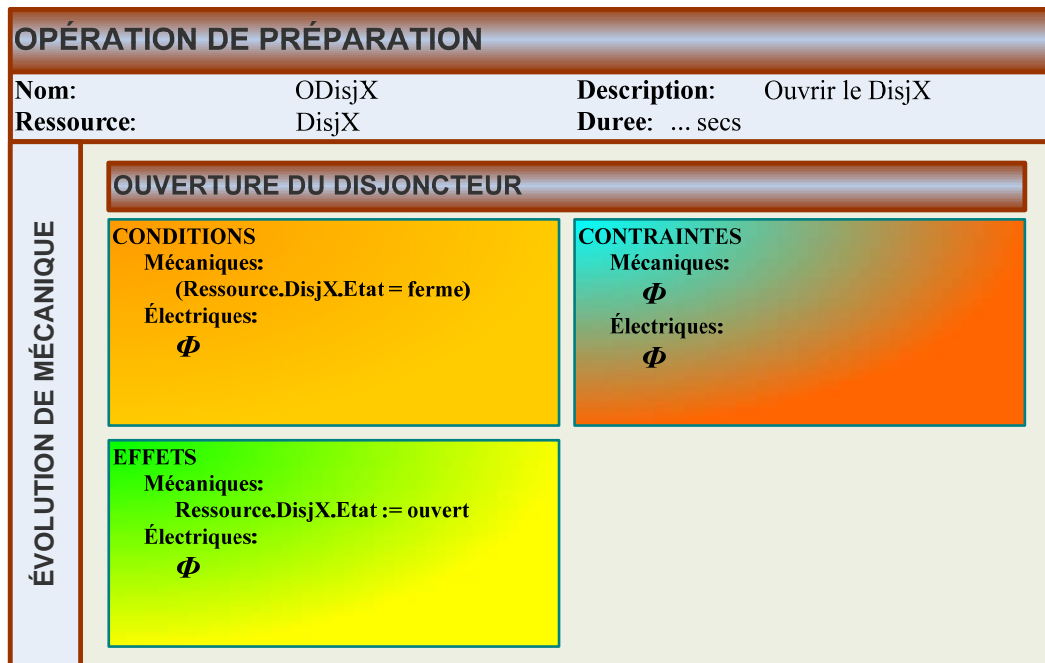 OPÉRATION DE PRÉPARATION
Nom: ODisjX Description: Ouvrir le DisjX
Ressource: DisjX Duree: ... secs
ÉVOLUTION DE MÉCANIQUE
OUVERTURE DU DISJONCTEUR
CONDITIONS
Mécaniques:
(Ressource.DisjX.Etat = ferme)
Électriques:
Φ
CONTRAINTES
Mécaniques:
Φ
Électriques:
Φ
EFFETS
Mécaniques:
Ressource.DisjX.Etat := ouvert
Électriques:
Φ